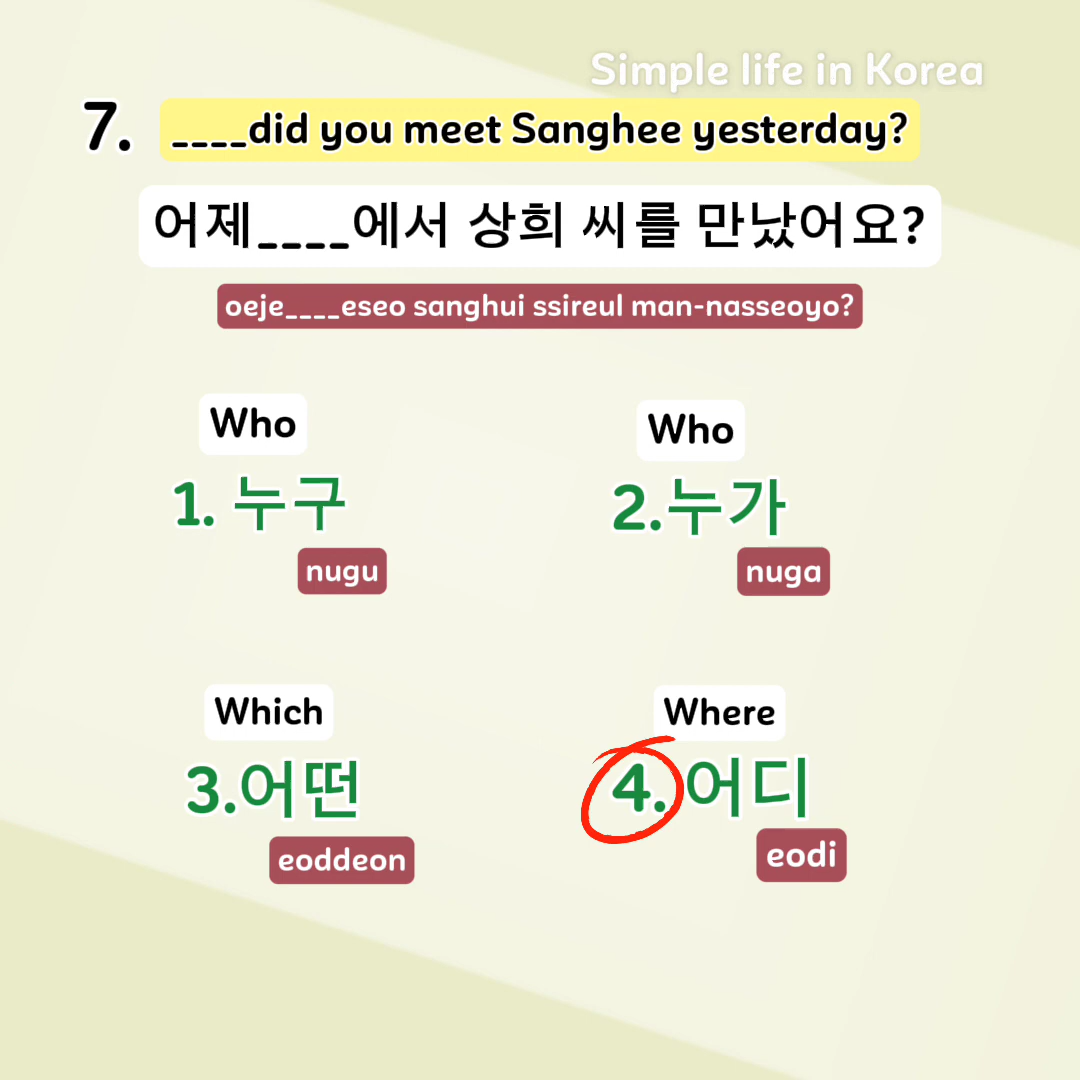 Simple life in Korea
7. ____did you meet Sanghee yesterday?
어제____에서 상희 씨를 만났어요?
oeje____eseo sanghui ssireul man-nasseoyo?
Who
1. 누구
nugu
Who
2.누가
nuga
Which
3.어떤
eoddeon
Where
4. 어디
eodi